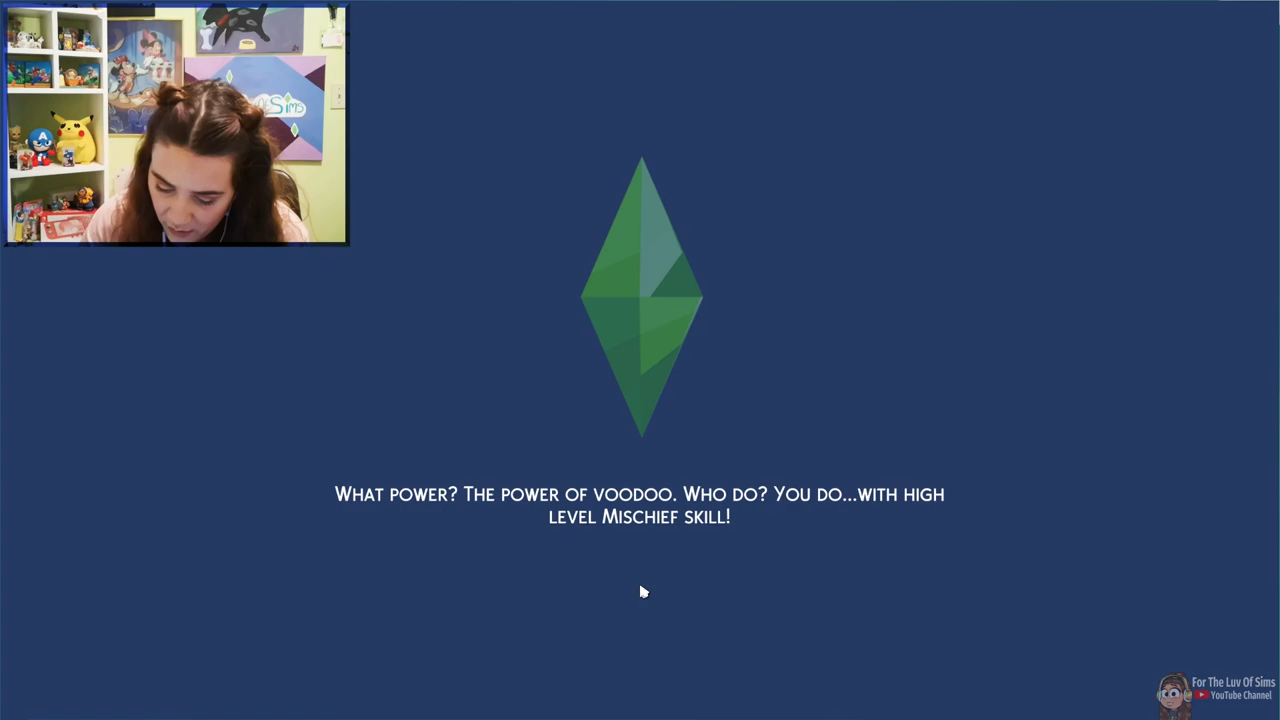 Sims
WHAT POWER? THE POWER OF VOODOO. WHO DO? YOU DO...WITH HIGH
LEVEL MISCHIEF SKILL!
For The Luv Of Sims
YouTube Channel